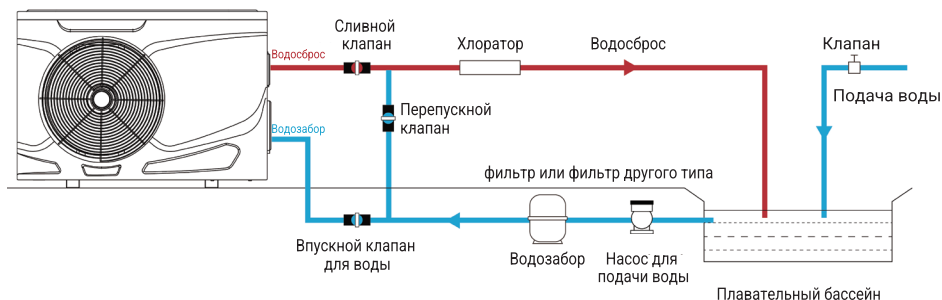 Сливной
клапан
Хлоратор
Водосброс
Клапан
Водосброс
Подача воды
Перепускной
клапан
Водозабор
фильтр или фильтр другого типа
Впускной клапан
для воды
Водозабор
Насос для
подачи воды
Плавательный бассейн